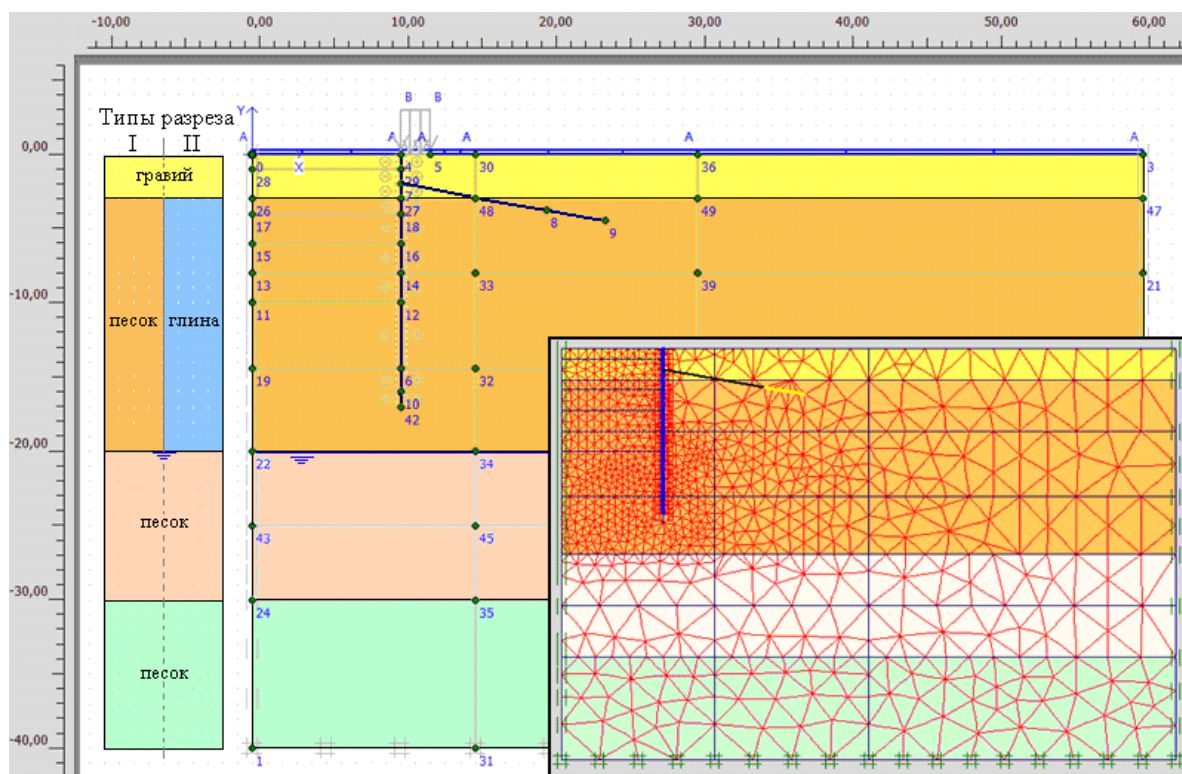 -10,00 0,00 10,00 20,00 30,00 40,00 50,00 60,00
B B
Типы разреза Y
I II A A A A A A
0,00
0 X 4 5 30 36 3
гравий
28 29
7
26 27 48 49 47
17 18 8
9
15 16
13 14 33 39 21
-10,00
11 12
песок глина
19 6 32
10
42
-20,00
22 34
песок
43 45
-30,00
24 35
песок
-40,00
1 31